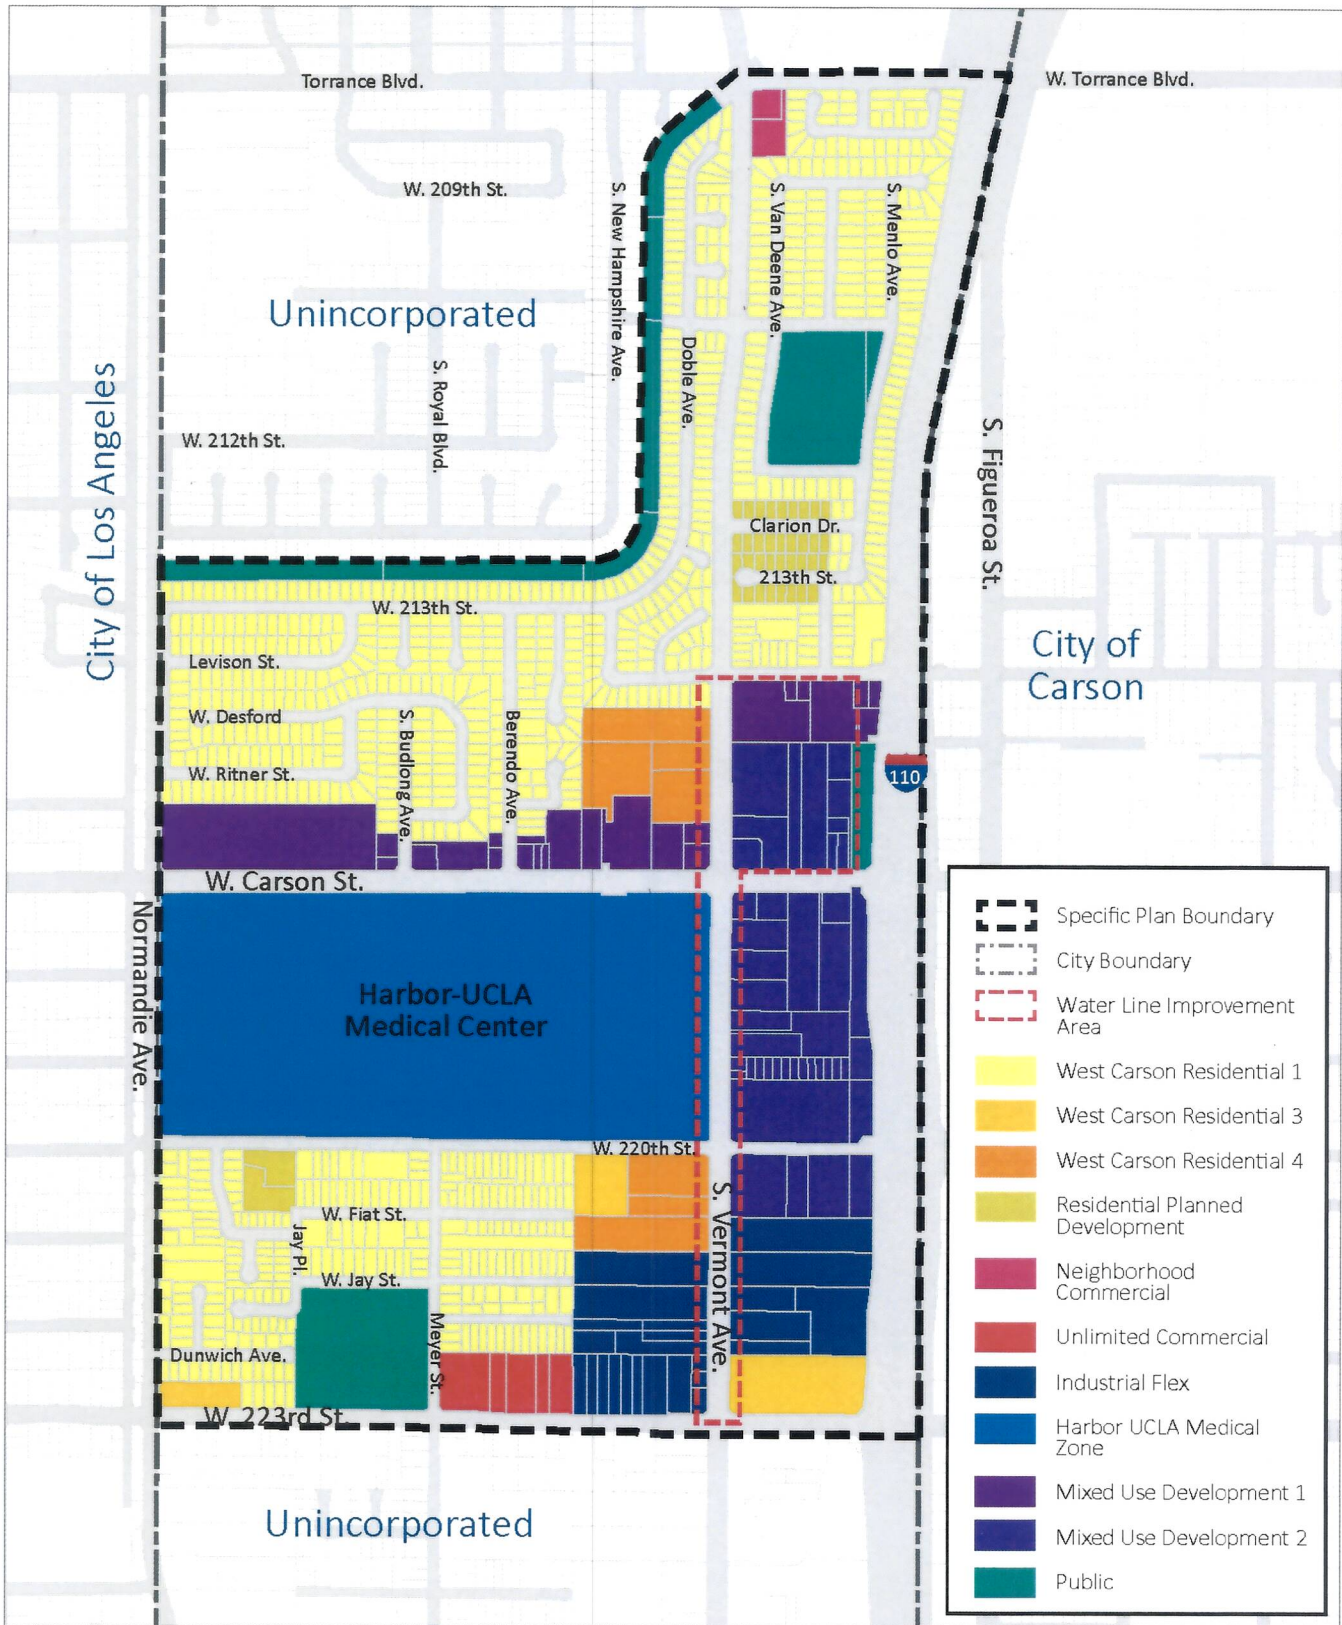 Torrance Blvd.
W. Torrance Blvd.
W. 209th St.
S. New Hampshire Ave.
S. Van Deene Ave.
S. Menlo Ave.
Unincorporated
Doble Ave.
S. Royal Blvd.
W. 212th St.
City of Los Angeles
S. Figueroa St.
Clarion Dr.
213th St.
W. 213th St.
City of
Carson
Levison St.
W. Desford
S. Budlong Ave.
Berendo Ave.
W. Ritner St.
110
W. Carson St.
Normandie Ave.
Harbor-UCLA
Medical Center
W. 220th St.
S. Vermont Ave.
W. Fiat St.
Jay Pl.
W. Jay St.
Meyer St.
Dunwich Ave.
W. 223rd St.
Unincorporated
Specific Plan Boundary
City Boundary
Water Line Improvement
Area
West Carson Residential 1
West Carson Residential 3
West Carson Residential 4
Residential Planned
Development
Neighborhood
Commercial
Unlimited Commercial
Industrial Flex
Harbor UCLA Medical
Zone
Mixed Use Development 1
Mixed Use Development 2
Public